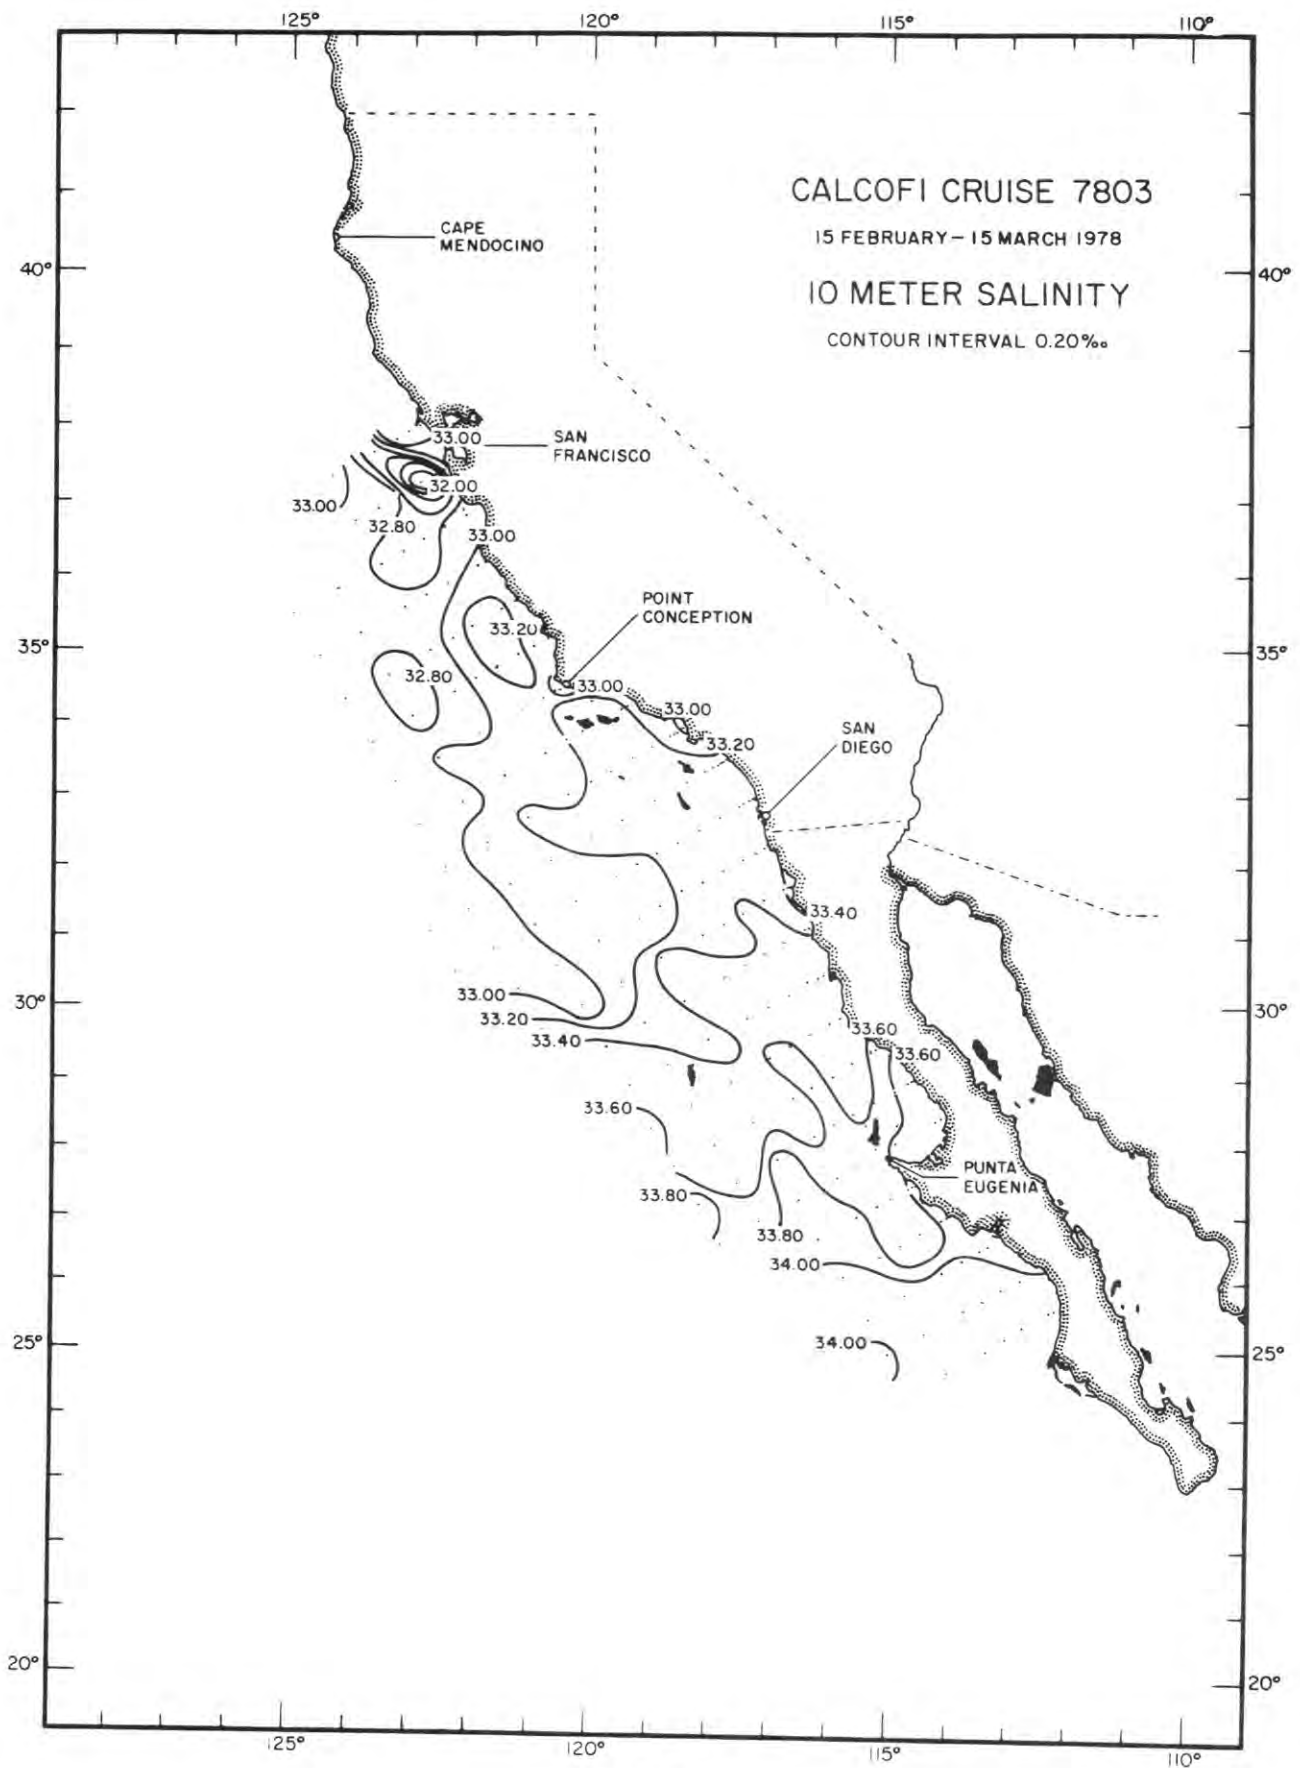 125°
120°
115°
110°
CALCOFI CRUISE 7803
15 FEBRUARY – 15 MARCH 1978
10 METER SALINITY
CONTOUR INTERVAL 0.20‰
CAPE
MENDOCINO
40°
40°
33.00
SAN
FRANCISCO
32.00
33.00
32.80
33.00
POINT
CONCEPTION
33.20
35°
35°
32.80
33.00
33.00
33.20
SAN
DIEGO
33.40
33.00
30°
30°
33.20
33.40
33.60
33.60
33.60
PUNTA
EUGENIA
33.80
33.80
34.00
34.00
25°
25°
20°
20°
125°
120°
115°
110°